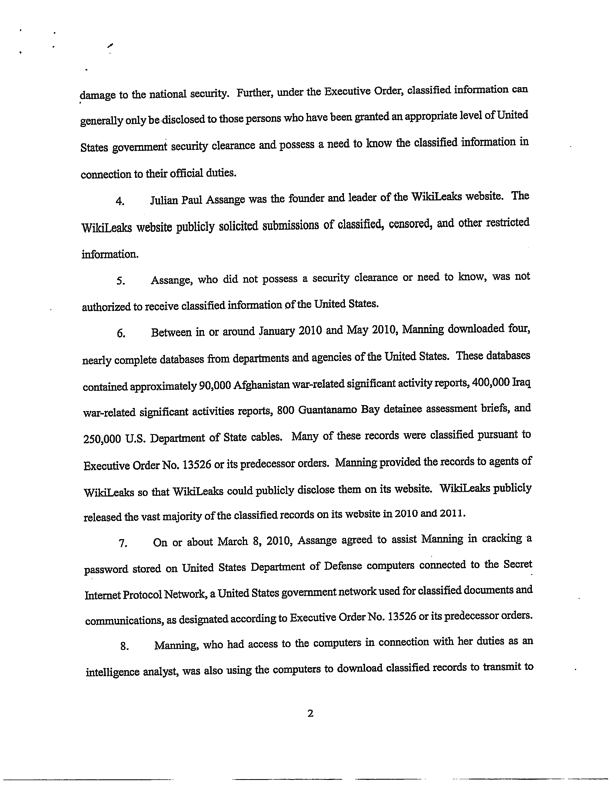 damage to the national security. Further, under the Executive Order, classified information can
generally only be disclosed to those persons who have been granted an appropriate level of United
States government security clearance and possess a need to know the classified information in
connection to their official duties.
4. Julian Paul Assange was the founder and leader of the WikiLeaks website. The
WikiLeaks website publicly solicited submissions of classified, censored, and other restricted
information.
5. Assange, who did not possess a security clearance or need to know, was not
authorized to receive classified information of the United States.
6. Between in or around January 2010 and May 2010, Manning downloaded four,
nearly complete databases from departments and agencies of the United States. These databases
contained approximately 90,000 Afghanistan war-related significant activity reports, 400,000 Iraq
war-related significant activities reports, 800 Guantanamo Bay detainee assessment briefs, and
250,000 U.S. Department of State cables. Many of these records were classified pursuant to
Executive Order No. 13526 or its predecessor orders. Manning provided the records to agents of
WikiLeaks so that WikiLeaks could publicly disclose them on its website. WikiLeaks publicly
released the vast majority of the classified records on its website in 2010 and 2011.
7. On or about March 8, 2010, Assange agreed to assist Manning in cracking a
password stored on United States Department of Defense computers connected to the Secret
Internet Protocol Network, a United States government network used for classified documents and
communications, as designated according to Executive Order No. 13526 or its predecessor orders.
8. Manning, who had access to the computers in connection with her duties as an
intelligence analyst, was also using the computers to download classified records to transmit to
2